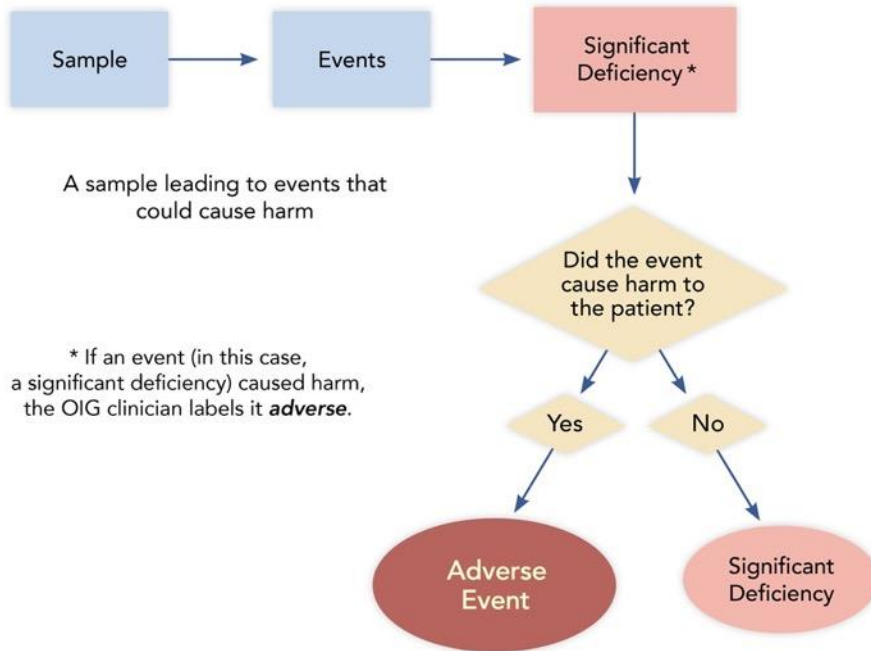 Sample
Events
Significant
Deficiency *
A sample leading to events that
could cause harm
Did the event
cause harm to
the patient?
* If an event (in this case,
a significant deficiency) caused harm,
the OIG clinician labels it adverse.
Yes
No
Adverse
Event
Significant
Deficiency